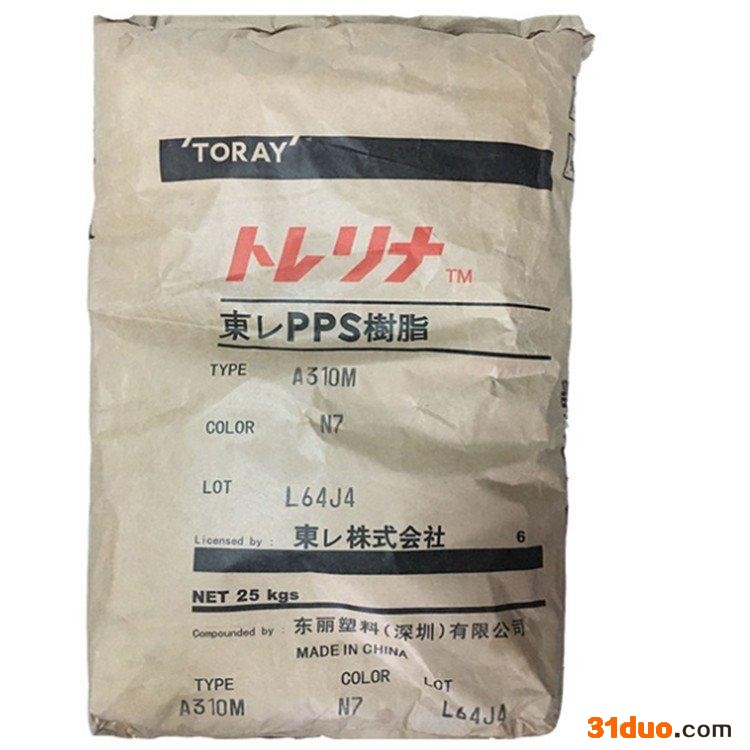 'TORAY'
トレリナ TM
東レPPS樹脂
TYPE A310M
COLOR N7
LOT L64J4
Licensed by : 東レ株式会社 6
NET 25 kgs
Compounded by : 东丽塑料(深圳)有限公司
MADE IN CHINA
TYPE COLOR LOT
A310M N7 L64J4
31duo.com